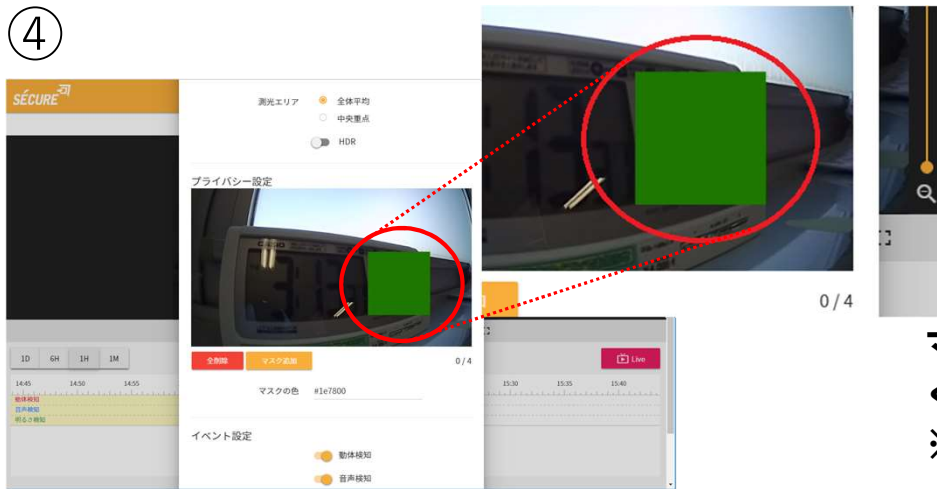 ④
SÉCURE
測光エリア
全体平均
中央重点
HDR
プライバシー設定
CASIO
全削除
マスク追加
0 / 4
マスクの色
#1e7800
イベント設定
動体検知
音声検知
1D
6H
1H
1M
14:45
14:50
14:55
動体検知
音声検知
明るさ検知
0 / 4
Live
15:30
15:35
15:40
※